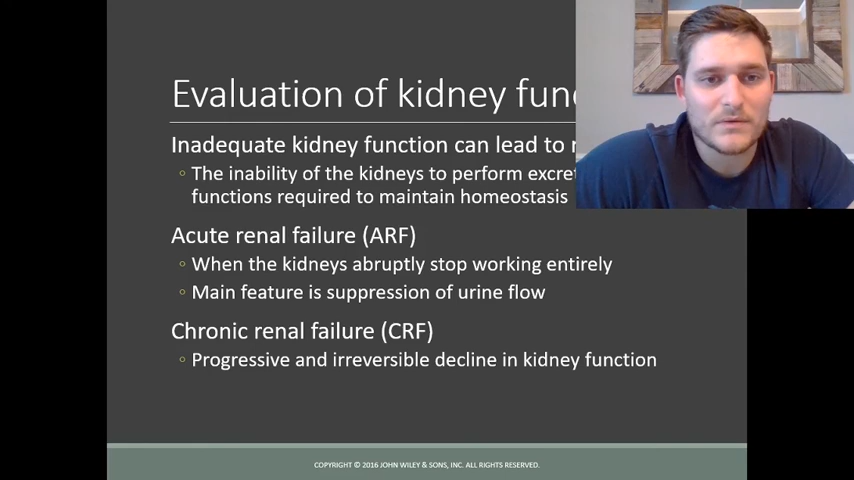 Evaluation of kidney
Inadequate kidney function can lead to
◦ The inability of the kidneys to perform
functions required to maintain homeostasis
Acute renal failure (ARF)
◦ When the kidneys abruptly stop working entirely
◦ Main feature is suppression of urine flow
Chronic renal failure (CRF)
◦ Progressive and irreversible decline in kidney function
COPYRIGHT © 2016 JOHN WILEY & SONS, INC. ALL RIGHTS RESERVED.